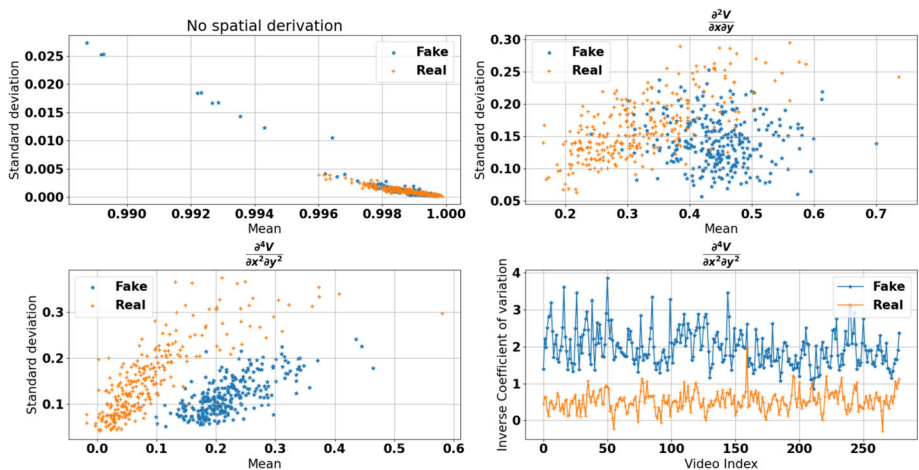 No spatial derivation
Standard deviation
0.025
0.020
0.015
0.010
0.005
0.000
Fake
Real
0.990
0.992
0.994
0.996
0.998
1.000
Mean
∂²V
∂x∂y
Standard deviation
0.30
0.25
0.20
0.15
0.10
0.05
Fake
Real
0.2
0.3
0.4
0.5
0.6
0.7
Mean
∂⁴V
∂x²∂y²
Standard deviation
0.3
0.2
0.1
Fake
Real
0.0
0.1
0.2
0.3
0.4
0.5
0.6
Mean
∂⁴V
∂x²∂y²
Inverse Coefficient of variation
4
3
2
1
0
Fake
Real
0
50
100
150
200
250
Video Index